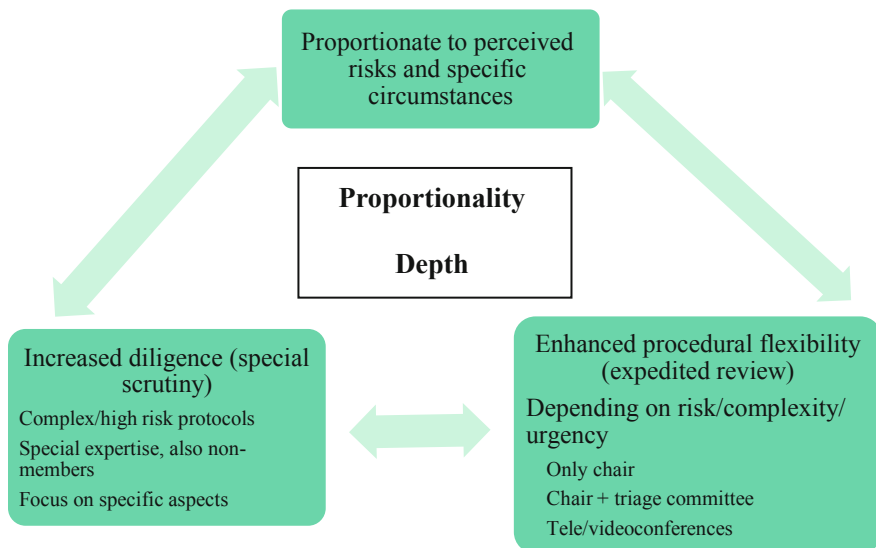 Proportionate to perceived
risks and specific
circumstances
Proportionality
Depth
Increased diligence (special
scrutiny)
Complex/high risk protocols
Special expertise, also non-
members
Focus on specific aspects
Enhanced procedural flexibility
(expedited review)
Depending on risk/complexity/
urgency
Only chair
Chair + triage committee
Tele/videoconferences